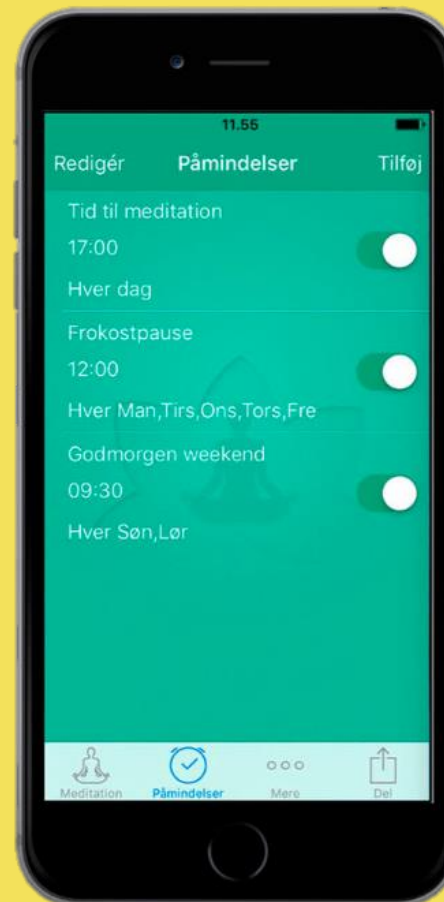 11.55
Redigér Påmindelser Tilføj
Tid til meditation
17:00
Hver dag
Frokostpause
12:00
Hver Man,Tirs,Ons,Tors,Fre
Godmorgen weekend
09:30
Hver Søn,Lør
Meditation Påmindelser Mere Del